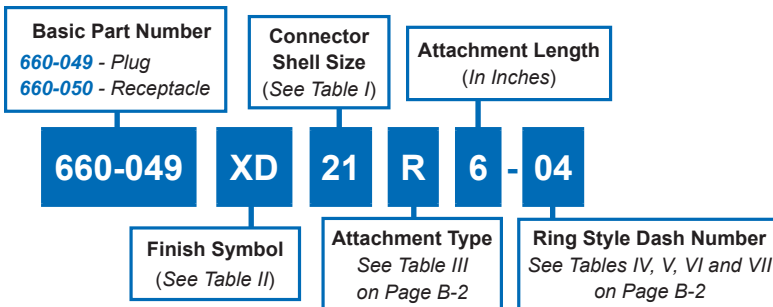 Basic Part Number
660-049 - Plug
660-050 - Receptacle
Connector
Shell Size
(See Table I)
Attachment Length
(In Inches)
660-049 XD 21 R 6 - 04
Finish Symbol
(See Table II)
Attachment Type
See Table III
on Page B-2
Ring Style Dash Number
See Tables IV, V, VI and VII
on Page B-2